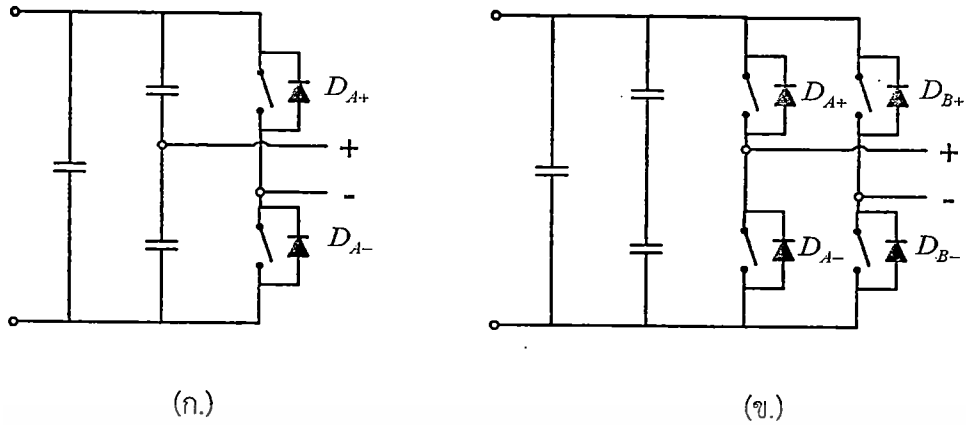 D_{A+}
+
-
D_{A-}
(ก.)
D_{A+}
D_{B+}
+
-
D_{A-}
D_{B-}
(ข.)